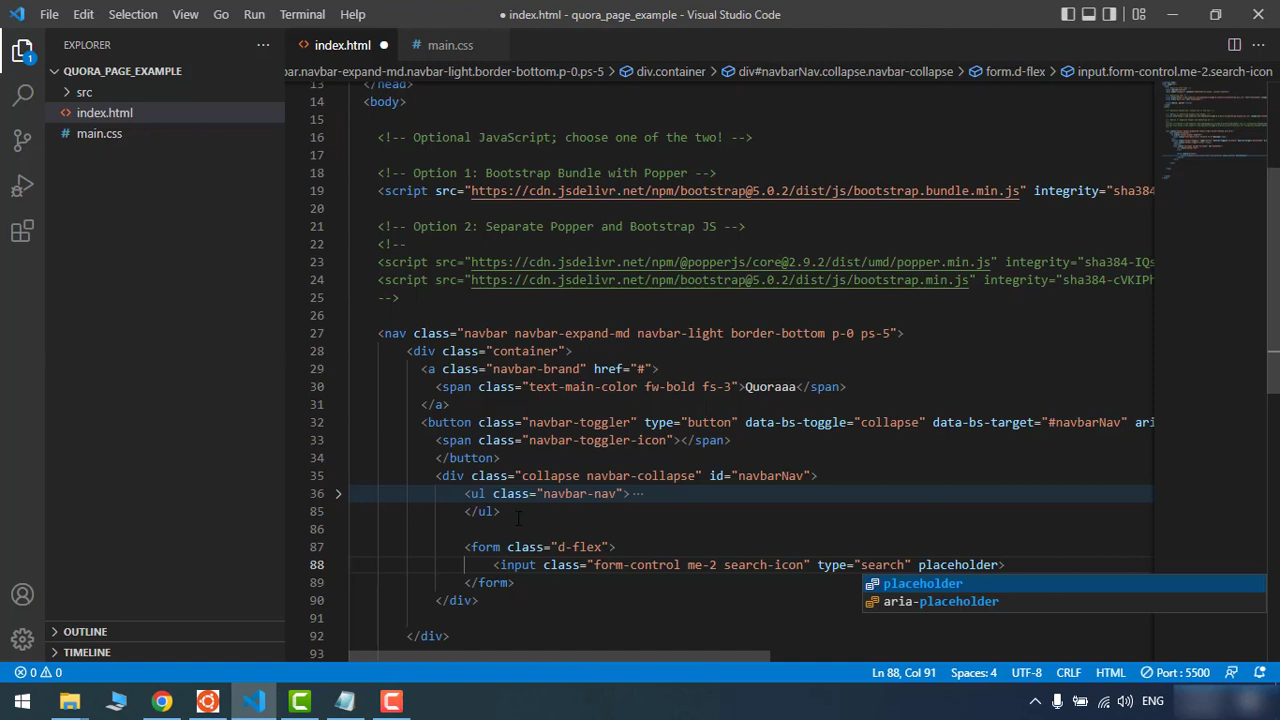 File Edit Selection View Go Run Terminal Help
● index.html - quora_page_example - Visual Studio Code
EXPLORER
index.html
main.css
QUORA_PAGE_EXAMPLE
bar.navbar-expand-md.navbar-light.border-bottom.p-0.ps-5 > div.container > div#navbarNav.collapse.navbar-collapse > form.d-flex > input.form-control.me-2.search-icon
src
index.html
main.css
13 </head>
14 <body>
15
16 <!-- Optional JavaScript; choose one of the two! -->
17
18 <!-- Option 1: Bootstrap Bundle with Popper -->
19 <script src="https://cdn.jsdelivr.net/npm/bootstrap@5.0.2/dist/js/bootstrap.bundle.min.js" integrity="sha384
20
21 <!-- Option 2: Separate Popper and Bootstrap JS -->
22 <!--
23 <script src="https://cdn.jsdelivr.net/npm/@popperjs/core@2.9.2/dist/umd/popper.min.js" integrity="sha384-IQs
24 <script src="https://cdn.jsdelivr.net/npm/bootstrap@5.0.2/dist/js/bootstrap.min.js" integrity="sha384-cVKIPh
25 -->
26
27 <nav class="navbar navbar-expand-md navbar-light border-bottom p-0 ps-5">
28 <div class="container">
29 <a class="navbar-brand" href="#">
30 <span class="text-main-color fw-bold fs-3">Quoraaa</span>
31 </a>
32 <button class="navbar-toggler" type="button" data-bs-toggle="collapse" data-bs-target="#navbarNav" ari
33 <span class="navbar-toggler-icon"></span>
34 </button>
35 <div class="collapse navbar-collapse" id="navbarNav">
36 <ul class="navbar-nav"> ⋯
85 </ul>
86
87 <form class="d-flex">
88 <input class="form-control me-2 search-icon" type="search" placeholder>
89 </form>
placeholder
90 </div>
aria-placeholder
91
92 </div>
93
OUTLINE
TIMELINE
1
0 0
Ln 88, Col 91 Spaces: 4 UTF-8 CRLF HTML Port : 5500
ENG